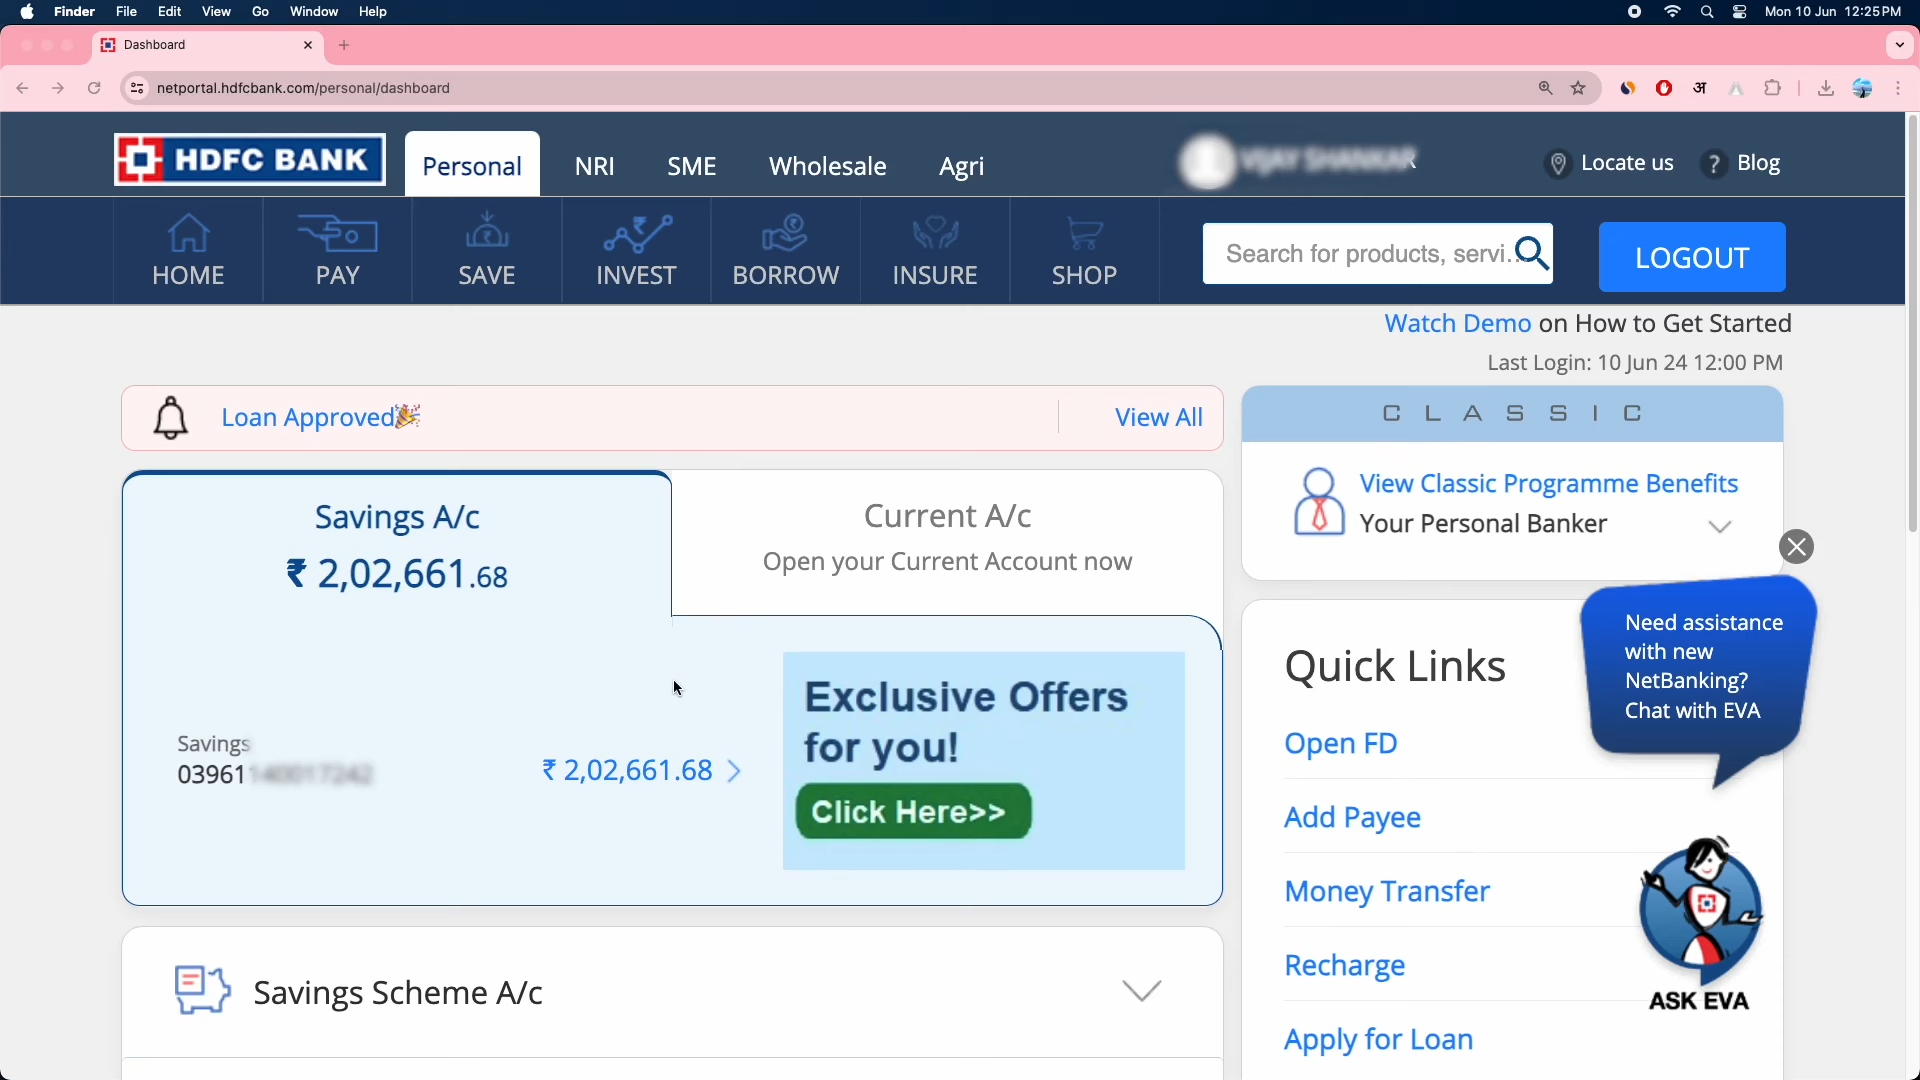 Finder File Edit View Go Window Help Mon 10 Jun 12:25 PM
Dashboard
netportal.hdfcbank.com/personal/dashboard
अ
HDFC BANK Personal NRI SME Wholesale Agri Locate us ? Blog
HOME PAY SAVE INVEST BORROW INSURE SHOP Search for products, servi... LOGOUT
Watch Demo on How to Get Started
Last Login: 10 Jun 24 12:00 PM
Loan Approved🎉 View All
CLASSIC
View Classic Programme Benefits
Your Personal Banker
Savings A/c
₹ 2,02,661.68
Current A/c
Open your Current Account now
Savings
03961
₹ 2,02,661.68
Exclusive Offers
for you!
Click Here>>
Quick Links
Open FD
Add Payee
Money Transfer
Recharge
Apply for Loan
Need assistance
with new
NetBanking?
Chat with EVA
ASK EVA
Savings Scheme A/c